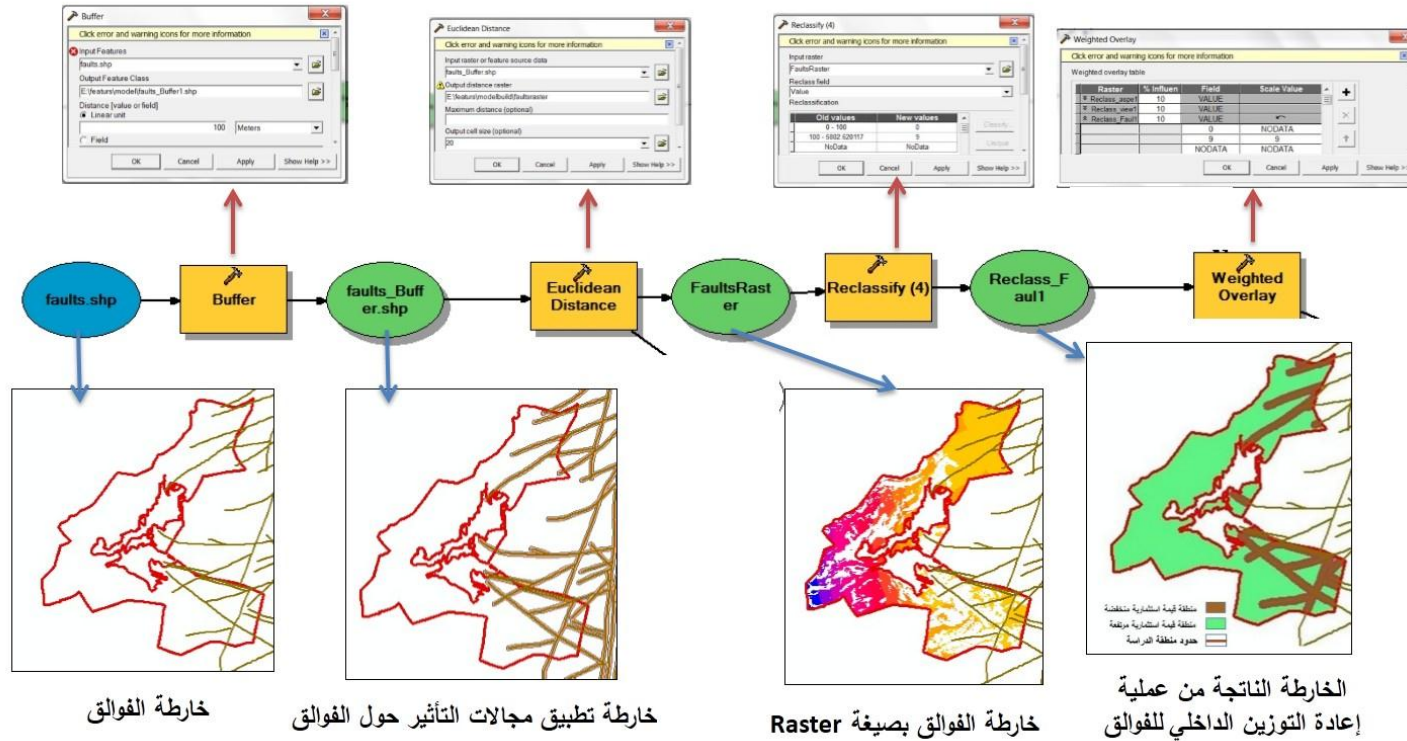 Buffer
Click error and warning icons for more information
Input Features
faults.shp
Output Feature Class
E:\feature\model\faults_Buffer1.shp
Distance [value or field]
Linear unit
100 Meters
Field
OK Cancel Apply Show Help >>
Euclidean Distance
Click error and warning icons for more information
Input raster or feature source data
faults_Buffer.shp
Output distance raster
E:\feature\modelbuild\faultsraster
Maximum distance (optional)
Output cell size (optional)
20
OK Cancel Apply Show Help >>
Reclassify (4)
Click error and warning icons for more information
Input raster
FaultsRaster
Reclass field
Value
Reclassification
Old values New values
0 - 100 0
100 - 5002.620117 9
NoData NoData
Classify...
Unique
OK Cancel Apply Show Help >>
Weighted Overlay
Click error and warning icons for more information
Weighted overlay table
Raster % Influen Field Scale Value
Reclass_aspe1 10 VALUE
Reclass_view1 10 VALUE
Reclass_Faul1 10 VALUE
0 NODATA
9 9
NODATA NODATA
OK Cancel Apply Show Help >>
faults.shp
Buffer
faults_Buff
er.shp
Euclidean
Distance
FaultsRast
er
Reclassify (4)
Reclass_F
aul1
Weighted
Overlay
منطقة قيمة استثمارية منخفضة
منطقة قيمة استثمارية مرتفعة
حدود منطقة الدراسة
خارطة الفوالق
خارطة تطبيق مجالات التأثير حول الفوالق
خارطة الفوالق بصيغة Raster
الخارطة الناتجة من عملية
إعادة التوزين الداخلي للفوالق